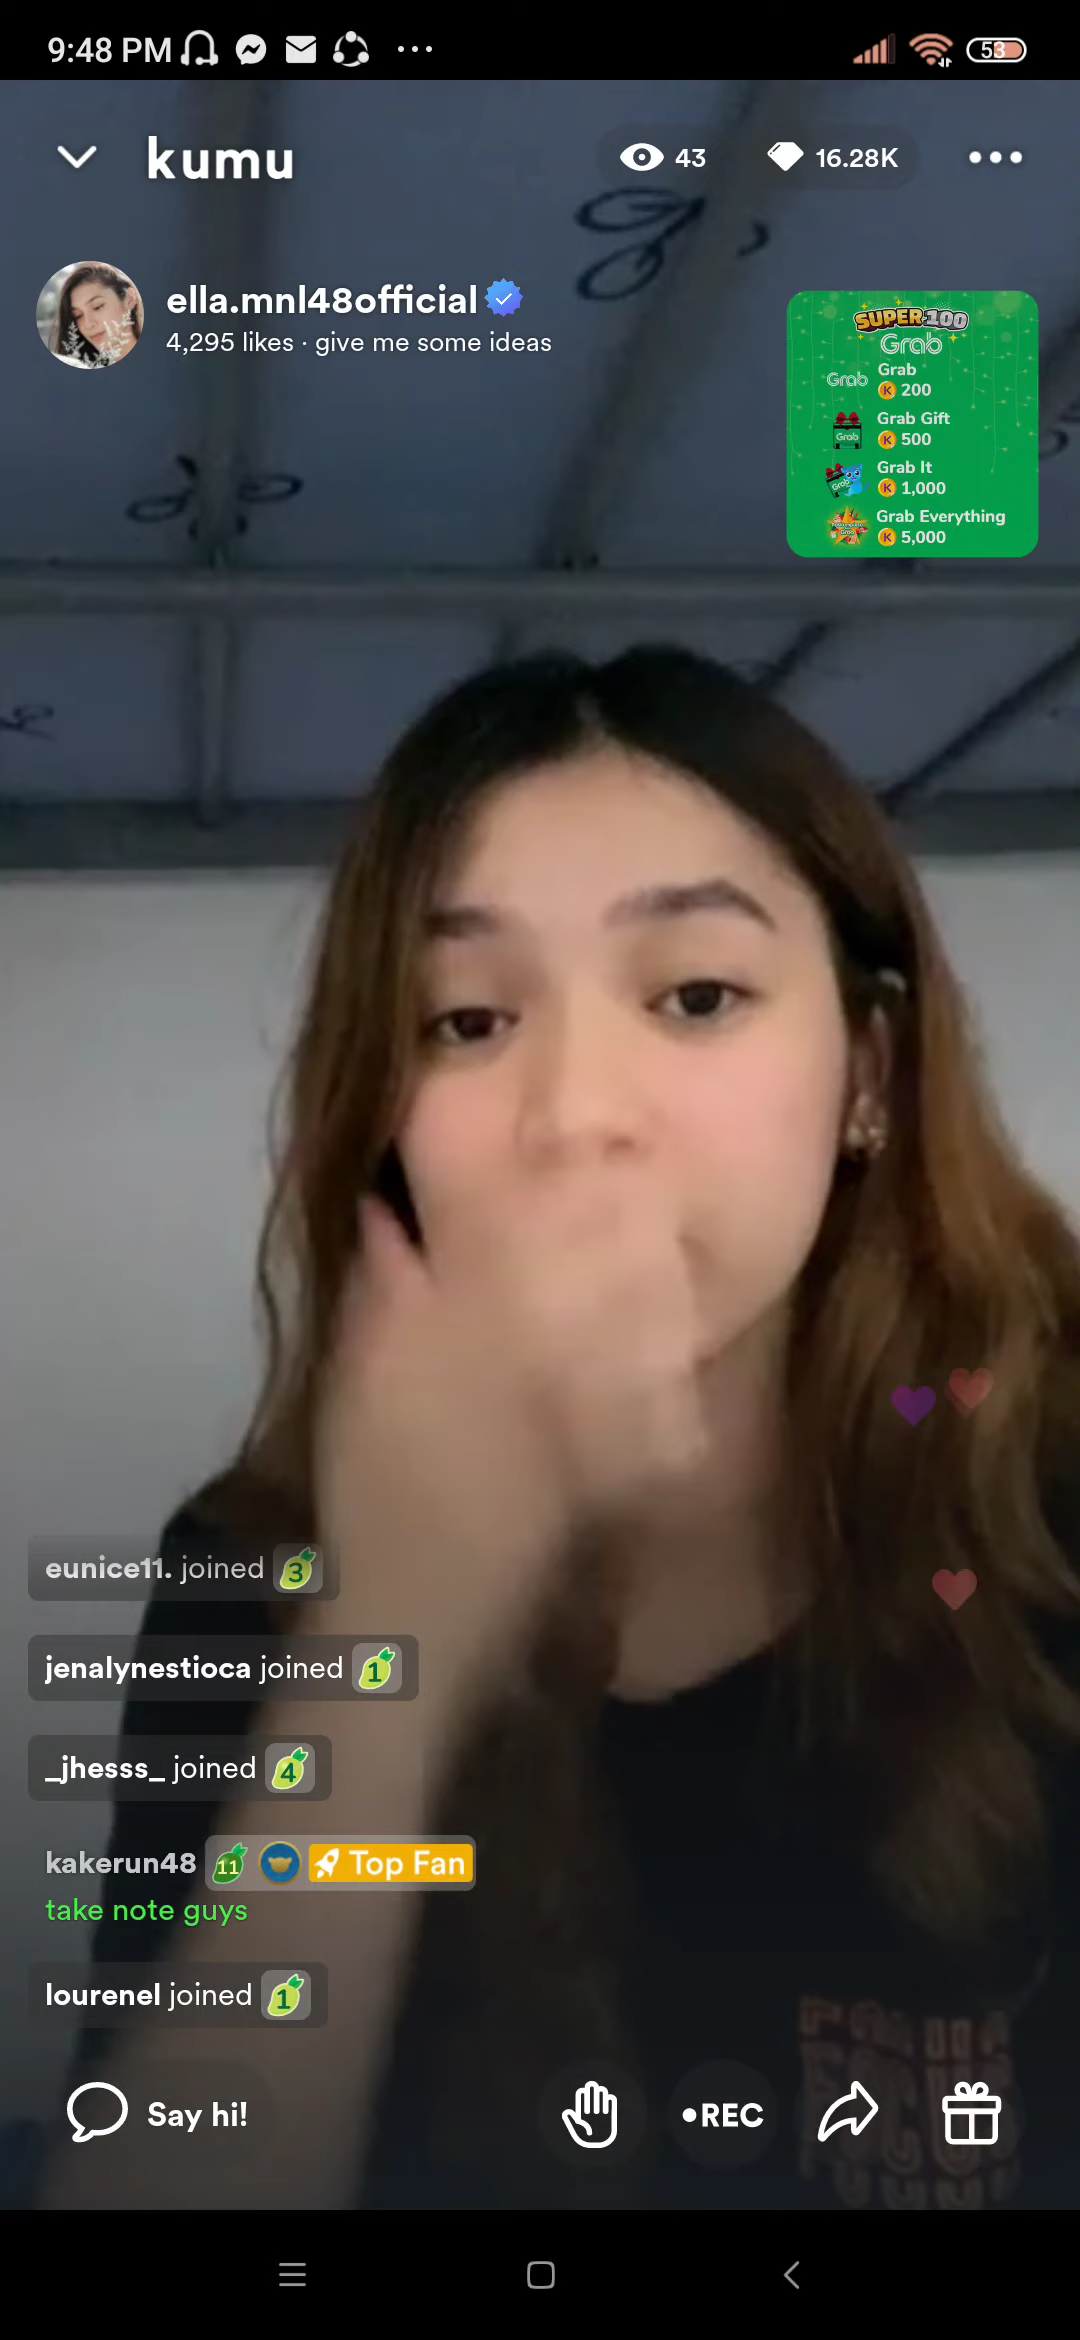 9:48 PM
53
kumu
43
16.28K
ella.mnl48official
4,295 likes · give me some ideas
SUPER 100
Grab
Grab
Grab
K 200
Grab
Grab Gift
K 500
Grab
Grab It
K 1,000
Grab Everything
K 5,000
eunice11. joined 3
jenalynestioca joined 1
_jhesss_ joined 4
kakerun48 11 Top Fan
take note guys
lourenel joined 1
Say hi!
•REC